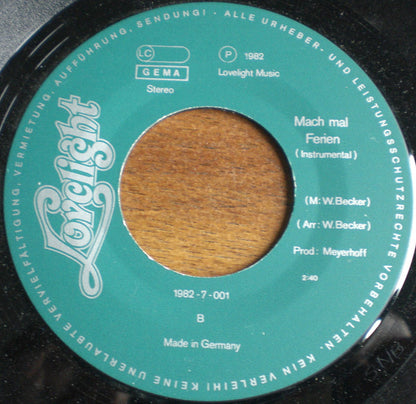 ALLE URHEBER- UND LEISTUNGSSCHUTZRECHTE VORBEHALTEN. KEIN VERLEIH! KEINE UNERLAUBTE VERVIELFÄLTIGUNG, VERMIETUNG, AUFFÜHRUNG, SENDUNG! -
Lovelight
LC
GEMA
Stereo
℗ 1982
Lovelight Music
Mach mal
Ferien
(Instrumental)
(M: W.Becker)
(Arr: W.Becker)
Prod: Meyerhoff
2:40
1982-7-001
B
Made in Germany